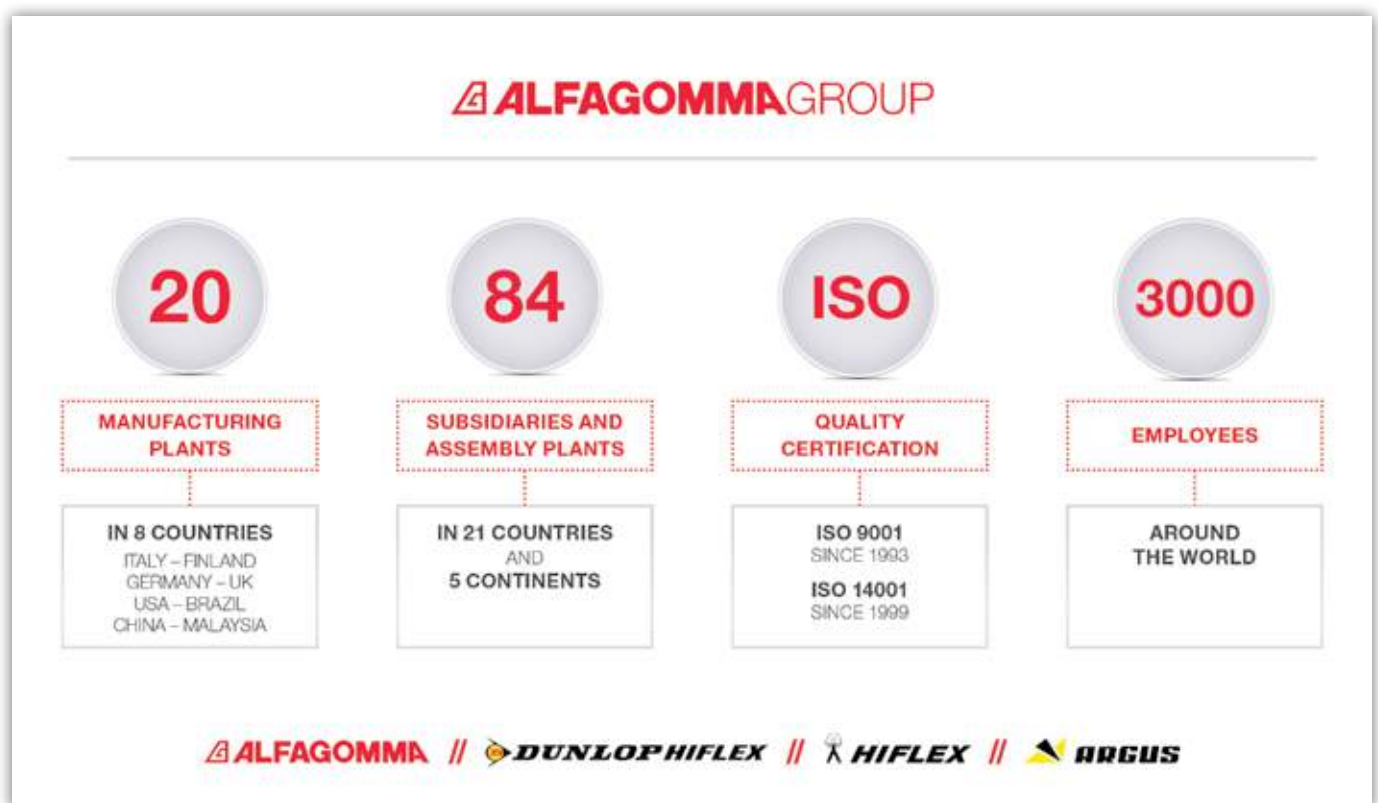 ALFAGOMMAGROUP
20
MANUFACTURING
PLANTS
IN 8 COUNTRIES
ITALY – FINLAND
GERMANY – UK
USA – BRAZIL
CHINA – MALAYSIA
84
SUBSIDIARIES AND
ASSEMBLY PLANTS
IN 21 COUNTRIES
AND
5 CONTINENTS
ISO
QUALITY
CERTIFICATION
ISO 9001
SINCE 1993
ISO 14001
SINCE 1999
3000
EMPLOYEES
AROUND
THE WORLD
ALFAGOMMA // DUNLOPHIFLEX // HIFLEX // ARGUS